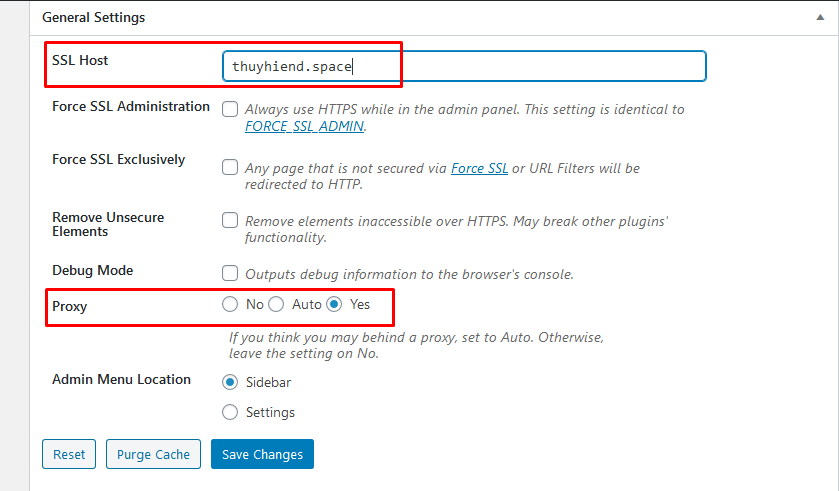 General Settings
SSL Host
thuyhiend.space
Force SSL Administration
Always use HTTPS while in the admin panel. This setting is identical to
FORCE_SSL_ADMIN.
Force SSL Exclusively
Any page that is not secured via Force SSL or URL Filters will be
redirected to HTTP.
Remove Unsecure
Elements
Remove elements inaccessible over HTTPS. May break other plugins'
functionality.
Debug Mode
Outputs debug information to the browser's console.
Proxy
No Auto Yes
If you think you may behind a proxy, set to Auto. Otherwise,
leave the setting on No.
Admin Menu Location
Sidebar
Settings
Reset Purge Cache Save Changes